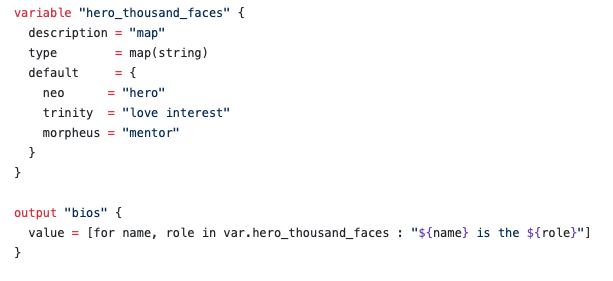 variable "hero_thousand_faces" {
  description = "map"
  type        = map(string)
  default     = {
    neo      = "hero"
    trinity  = "love interest"
    morpheus = "mentor"
  }
}

output "bios" {
  value = [for name, role in var.hero_thousand_faces : "${name} is the ${role}"]
}